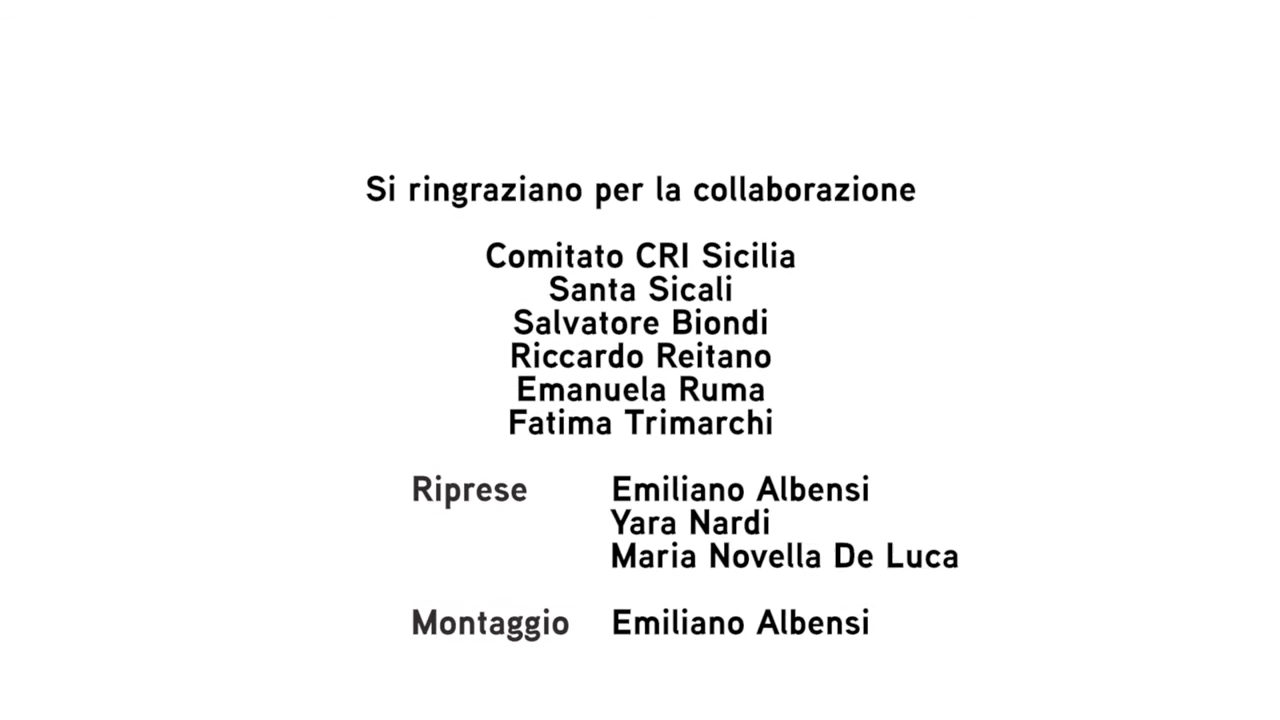 Si ringraziano per la collaborazione
Comitato CRI Sicilia
Santa Sicali
Salvatore Biondi
Riccardo Reitano
Emanuela Ruma
Fatima Trimarchi
Riprese Emiliano Albensi
Yara Nardi
Maria Novella De Luca
Montaggio Emiliano Albensi